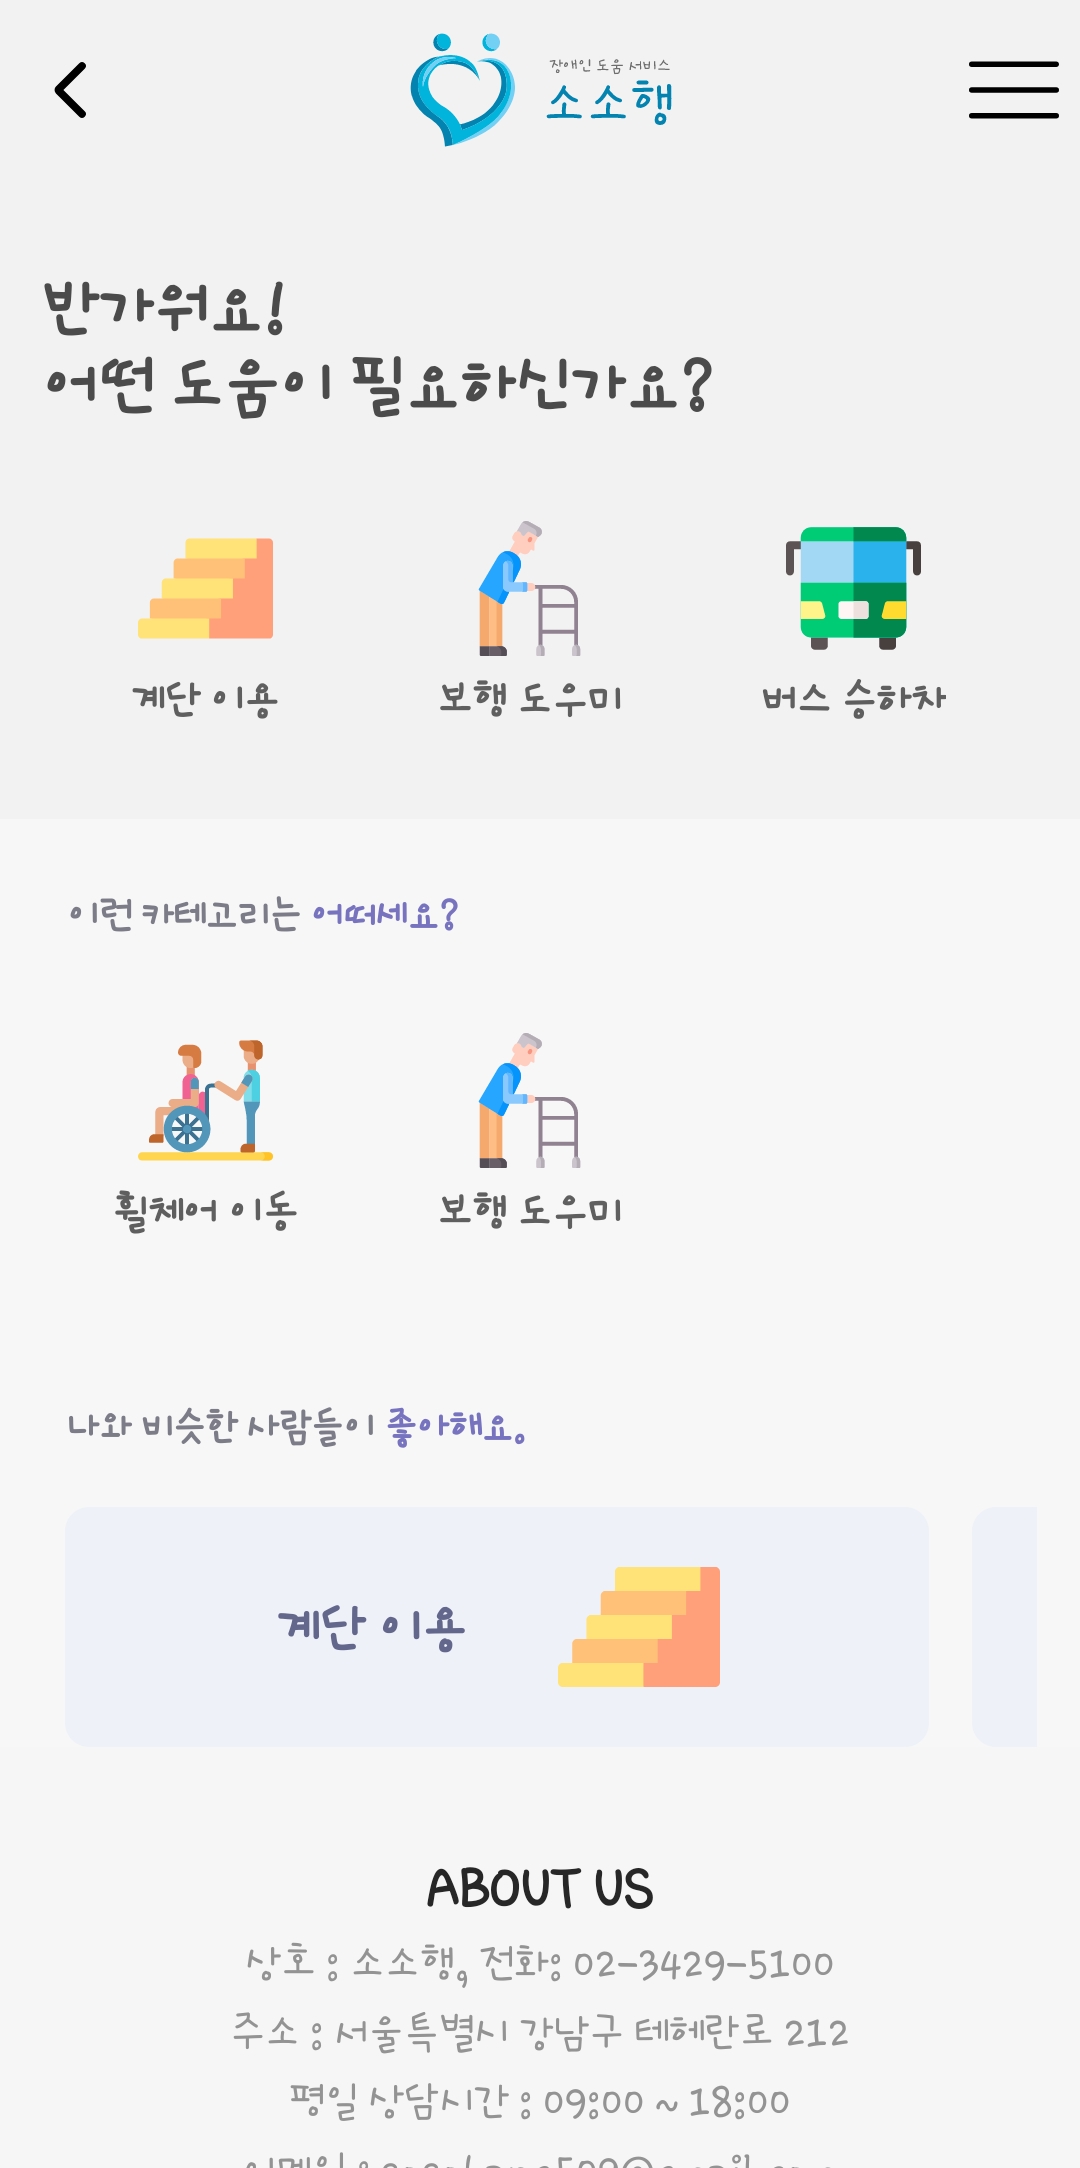 장애인 도움 서비스
소소행
반가워요!
어떤 도움이 필요하신가요?
계단 이용
보행 도우미
버스 승하차
이런 카테고리는 어떠세요?
휠체어 이동
보행 도우미
나와 비슷한 사람들이 좋아해요.
계단 이용
ABOUT US
상호 : 소소행, 전화: 02-3429-5100
주소 : 서울특별시 강남구 테헤란로 212
평일 상담시간 : 09:00 ~ 18:00